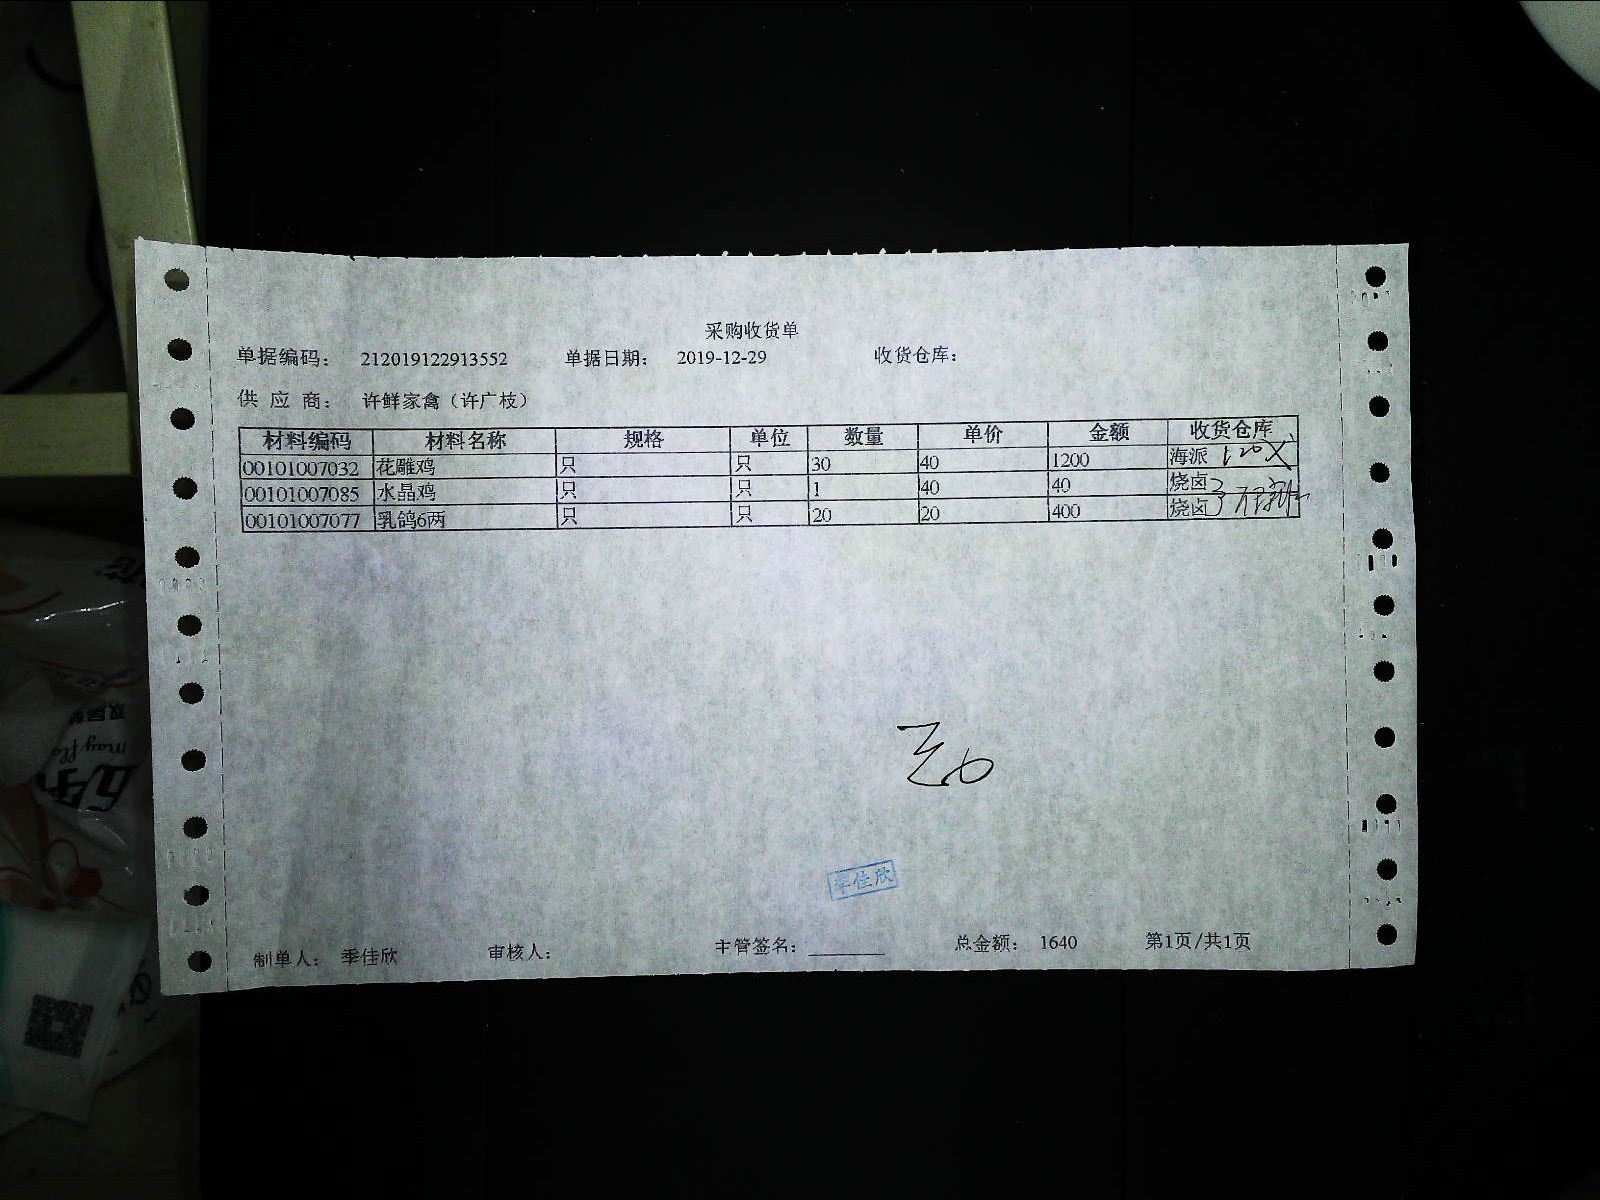 采购收货单
单据编码： 212019122913552 单据日期： 2019-12-29 收货仓库：
供 应 商： 许鲜家禽（许广枝）
材料编码 材料名称 规格 单位 数量 单价 金额 收货仓库
00101007032 花雕鸡 只 只 30 40 1200 海派
00101007085 水晶鸡 只 只 1 40 40 烧卤
00101007077 乳鸽6两 只 只 20 20 400 烧卤
季佳欣
制单人： 季佳欣 审核人： 主管签名： 总金额： 1640 第1页/共1页